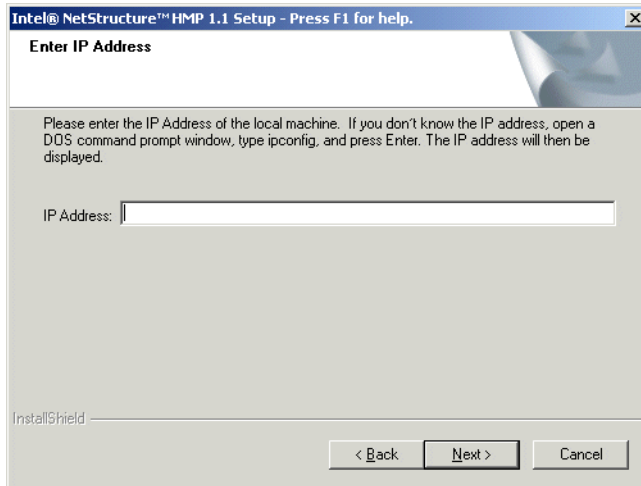 Intel® NetStructure™ HMP 1.1 Setup - Press F1 for help.
Enter IP Address
Please enter the IP Address of the local machine.  If you don't know the IP address, open a
DOS command prompt window, type ipconfig, and press Enter. The IP address will then be
displayed.
IP Address:
InstallShield
< Back
Next >
Cancel